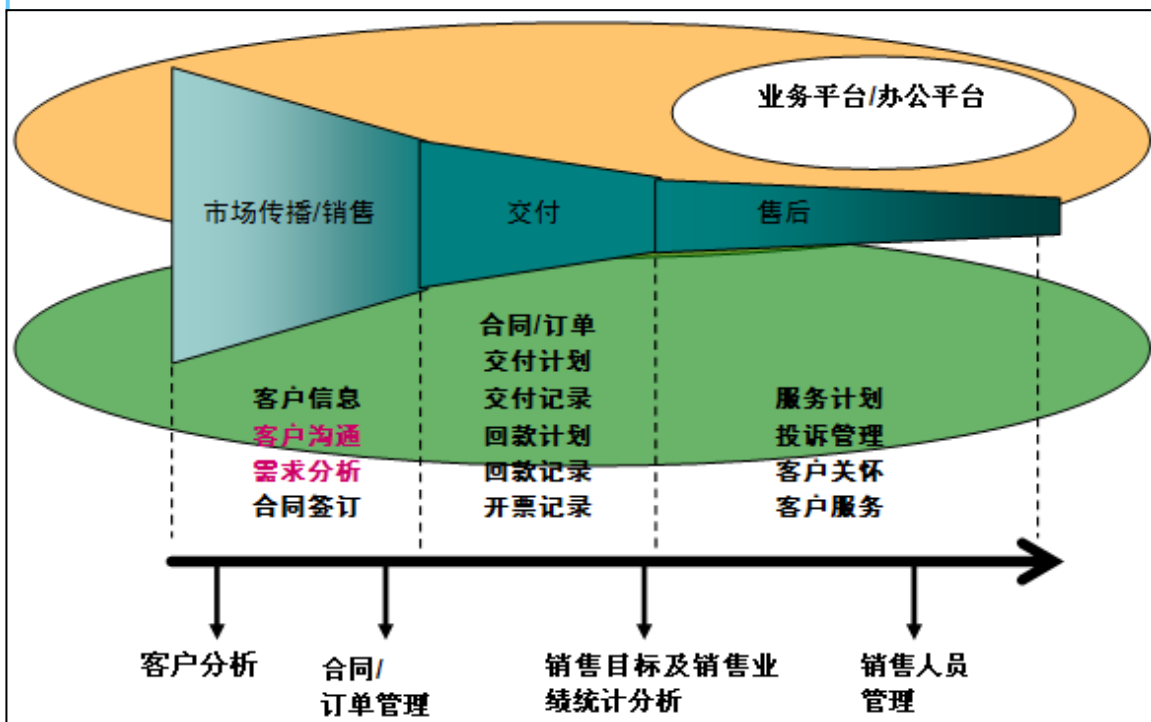 业务平台/办公平台
市场传播/销售
交付
售后
客户信息
客户沟通
需求分析
合同签订
合同/订单
交付计划
交付记录
回款计划
回款记录
开票记录
服务计划
投诉管理
客户关怀
客户服务
客户分析
合同/
订单管理
销售目标及销售业
绩统计分析
销售人员
管理